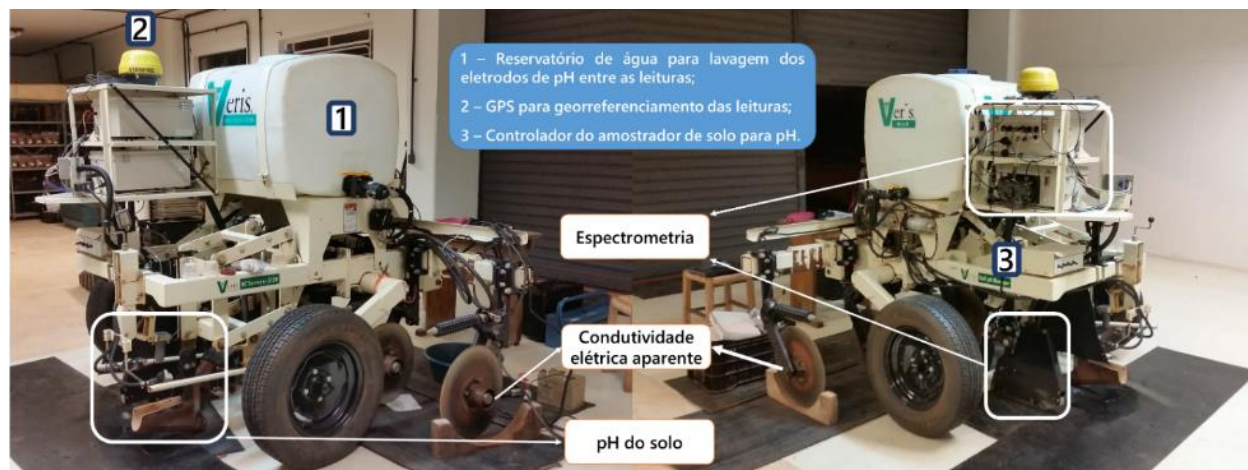 2
1
1 – Reservatório de água para lavagem dos
eletrodos de pH entre as leituras;
2 – GPS para georreferenciamento das leituras;
3 – Controlador do amostrador de solo para pH.
Veris
Veris
Espectrometria
3
Condutividade
elétrica aparente
pH do solo